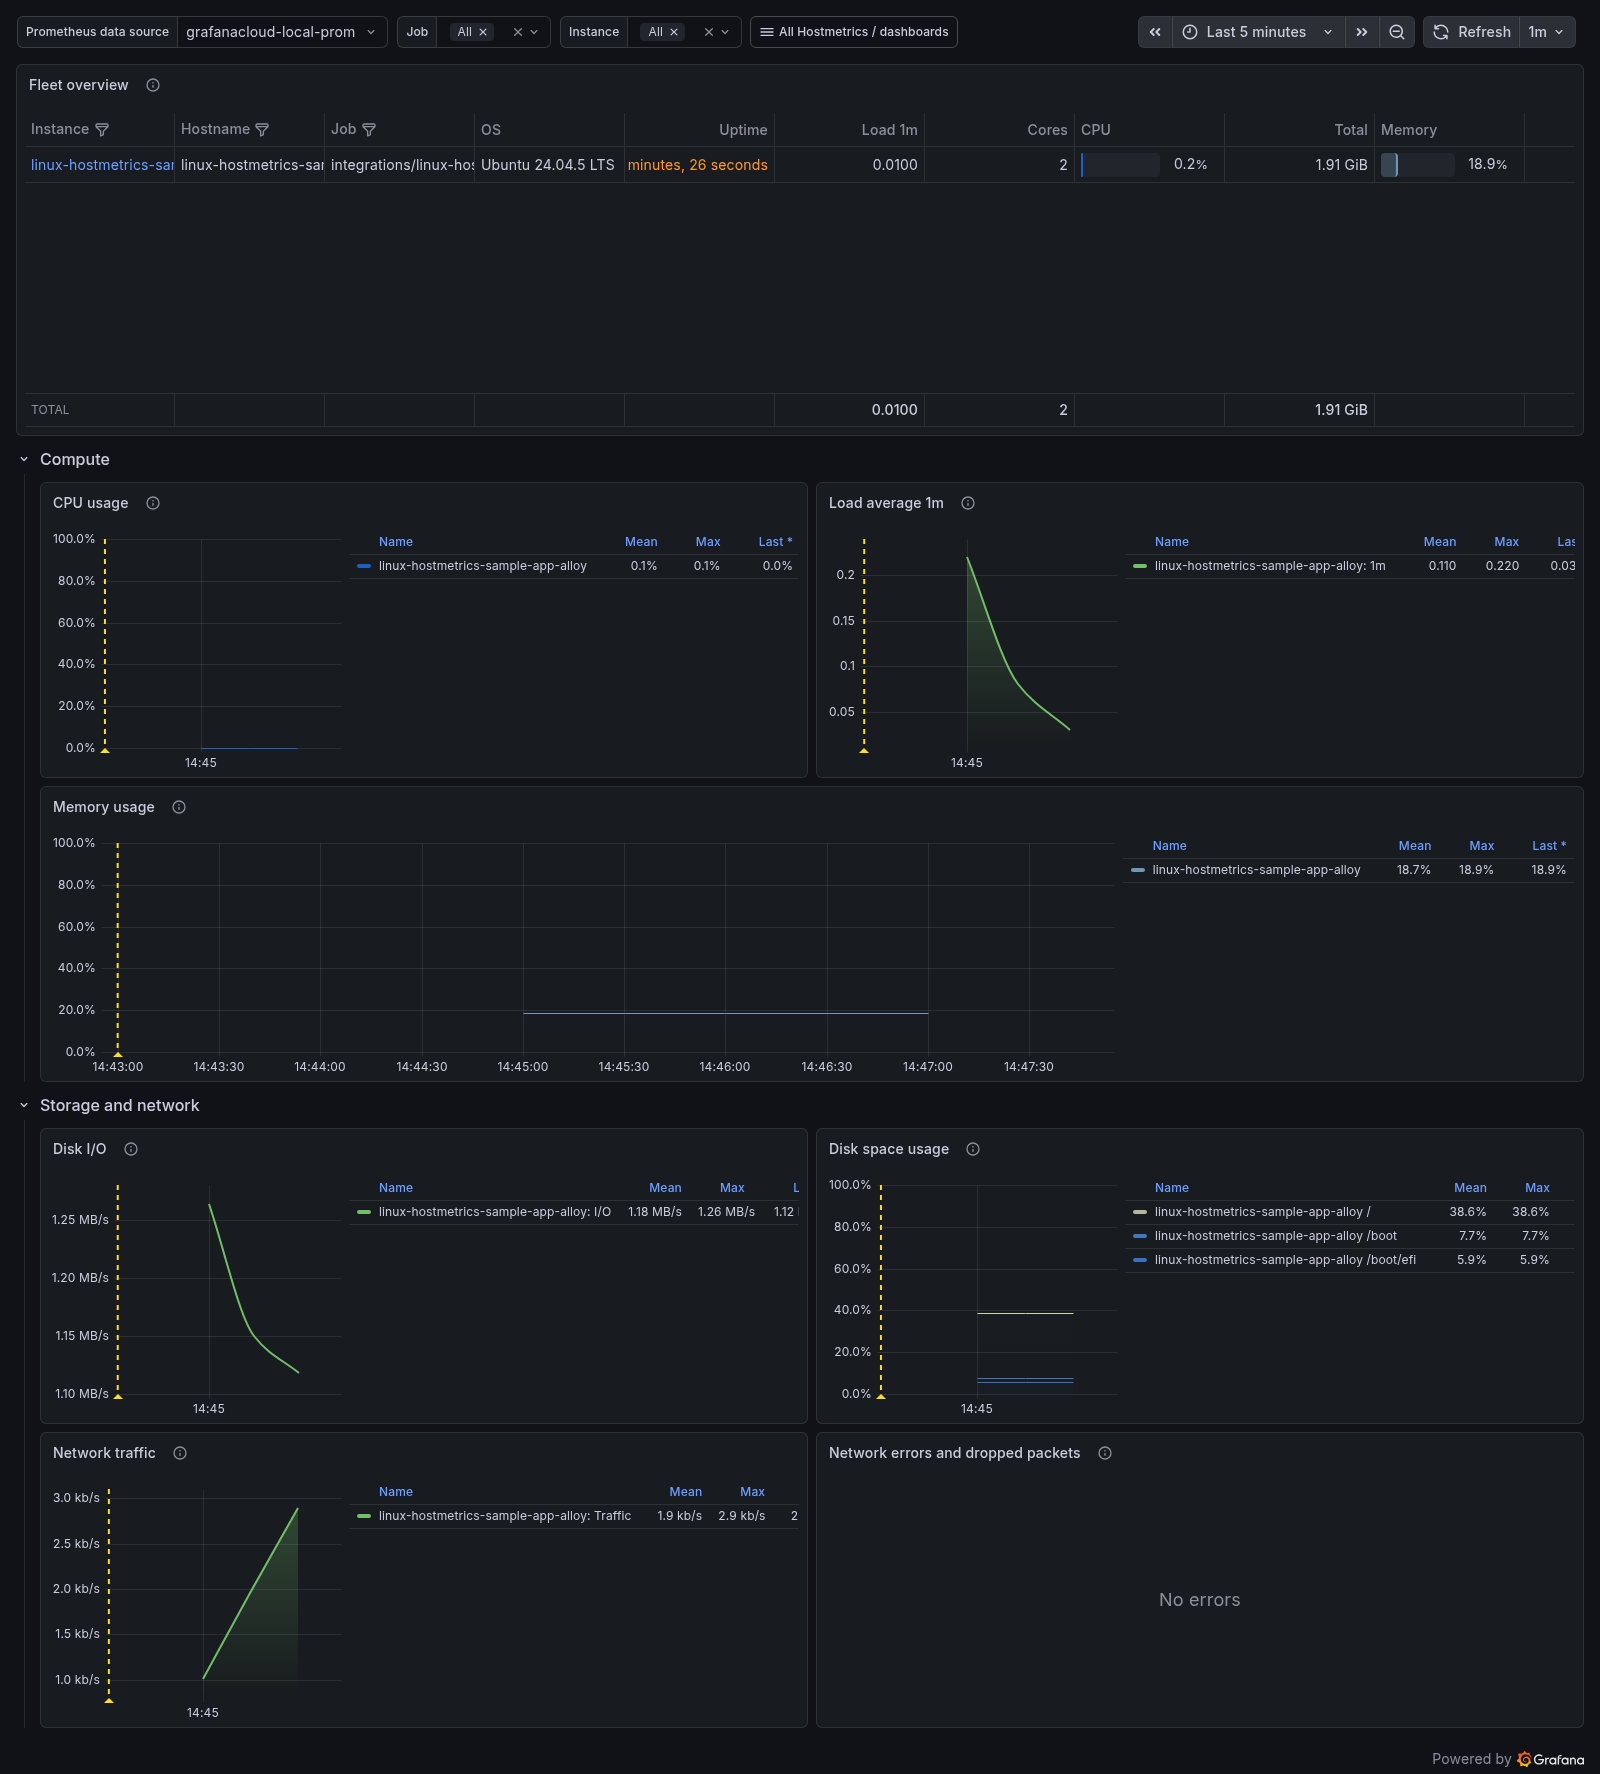 Prometheus data source grafanacloud-local-prom Job All Instance All All Hostmetrics / dashboards Last 5 minutes Refresh 1m
Fleet overview
Instance Hostname Job OS Uptime Load 1m Cores CPU Total Memory
linux-hostmetrics-sar linux-hostmetrics-sar integrations/linux-hos Ubuntu 24.04.5 LTS minutes, 26 seconds 0.0100 2 0.2% 1.91 GiB 18.9%
TOTAL 0.0100 2 1.91 GiB
Compute
CPU usage
100.0%
80.0%
60.0%
40.0%
20.0%
0.0%
14:45
Name Mean Max Last *
linux-hostmetrics-sample-app-alloy 0.1% 0.1% 0.0%
Load average 1m
0.2
0.15
0.1
0.05
14:45
Name Mean Max Las
linux-hostmetrics-sample-app-alloy: 1m 0.110 0.220 0.03
Memory usage
100.0%
80.0%
60.0%
40.0%
20.0%
0.0%
14:43:00 14:43:30 14:44:00 14:44:30 14:45:00 14:45:30 14:46:00 14:46:30 14:47:00 14:47:30
Name Mean Max Last *
linux-hostmetrics-sample-app-alloy 18.7% 18.9% 18.9%
Storage and network
Disk I/O
1.25 MB/s
1.20 MB/s
1.15 MB/s
1.10 MB/s
14:45
Name Mean Max L
linux-hostmetrics-sample-app-alloy: I/O 1.18 MB/s 1.26 MB/s 1.12
Disk space usage
100.0%
80.0%
60.0%
40.0%
20.0%
0.0%
14:45
Name Mean Max
linux-hostmetrics-sample-app-alloy / 38.6% 38.6%
linux-hostmetrics-sample-app-alloy /boot 7.7% 7.7%
linux-hostmetrics-sample-app-alloy /boot/efi 5.9% 5.9%
Network traffic
3.0 kb/s
2.5 kb/s
2.0 kb/s
1.5 kb/s
1.0 kb/s
14:45
Name Mean Max
linux-hostmetrics-sample-app-alloy: Traffic 1.9 kb/s 2.9 kb/s 2
Network errors and dropped packets
No errors
Powered by Grafana